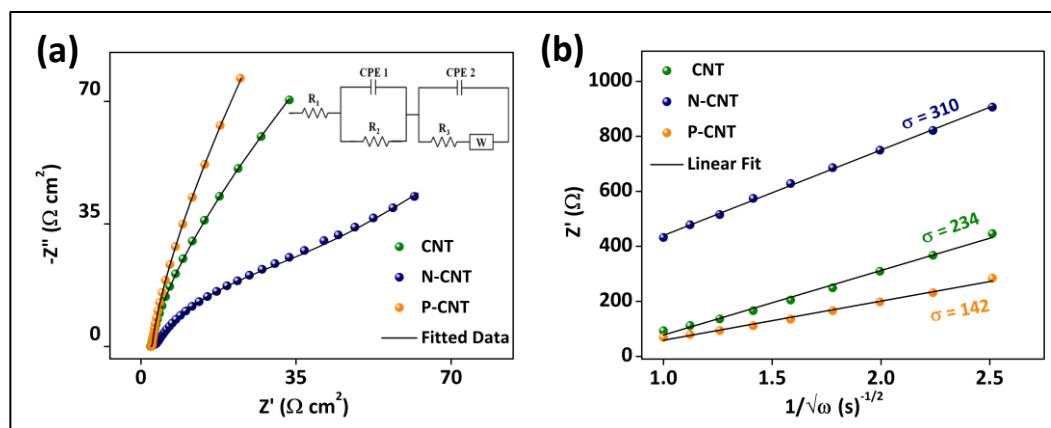 (a)
70
35
0
-Z" (Ω cm²)
CPE 1
CPE 2
R₁
R₂
R₃
W
CNT
N-CNT
P-CNT
Fitted Data
0
35
70
Z' (Ω cm²)
(b)
1000
800
600
400
200
0
Z' (Ω)
CNT
N-CNT
P-CNT
Linear Fit
σ = 310
σ = 234
σ = 142
1.0
1.5
2.0
2.5
1/√ω (s)⁻¹/²